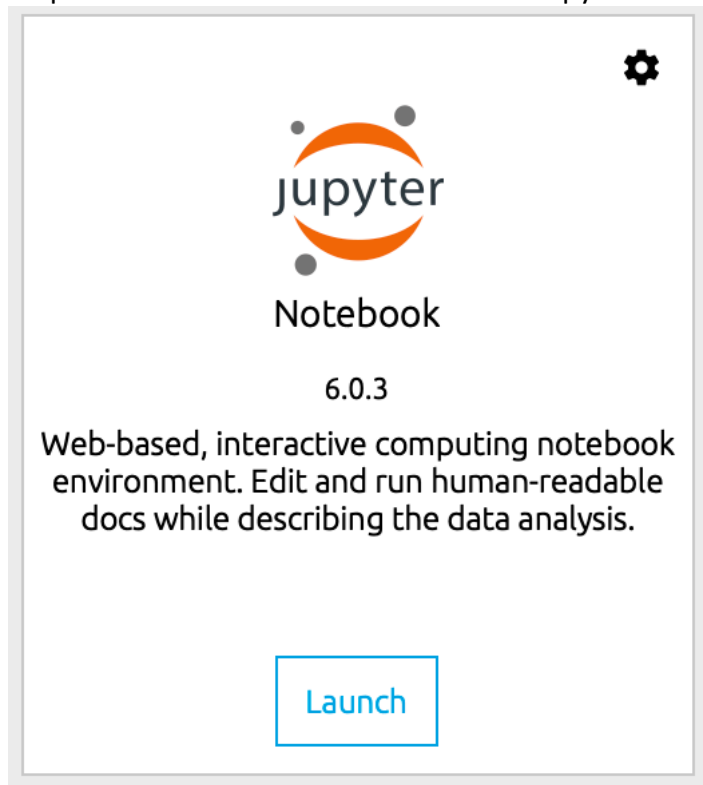 jupyter
Notebook
6.0.3
Web-based, interactive computing notebook
environment. Edit and run human-readable
docs while describing the data analysis.
Launch